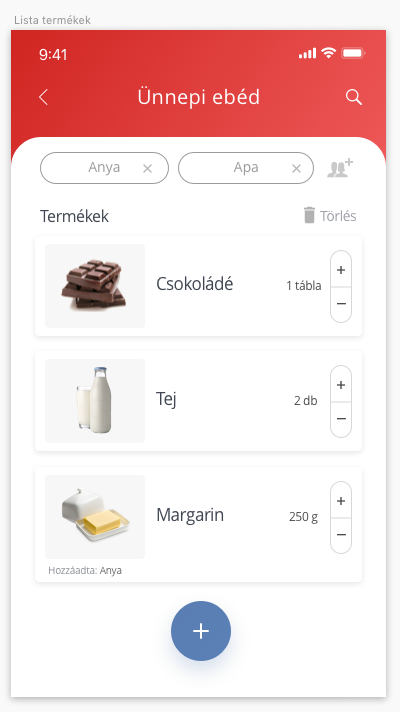 Lista termékek
9:41
Ünnepi ebéd
Anya
Apa
Termékek
Törlés
Csokoládé
1 tábla
+
−
Tej
2 db
+
−
Margarin
250 g
+
−
Hozzáadta: Anya
+